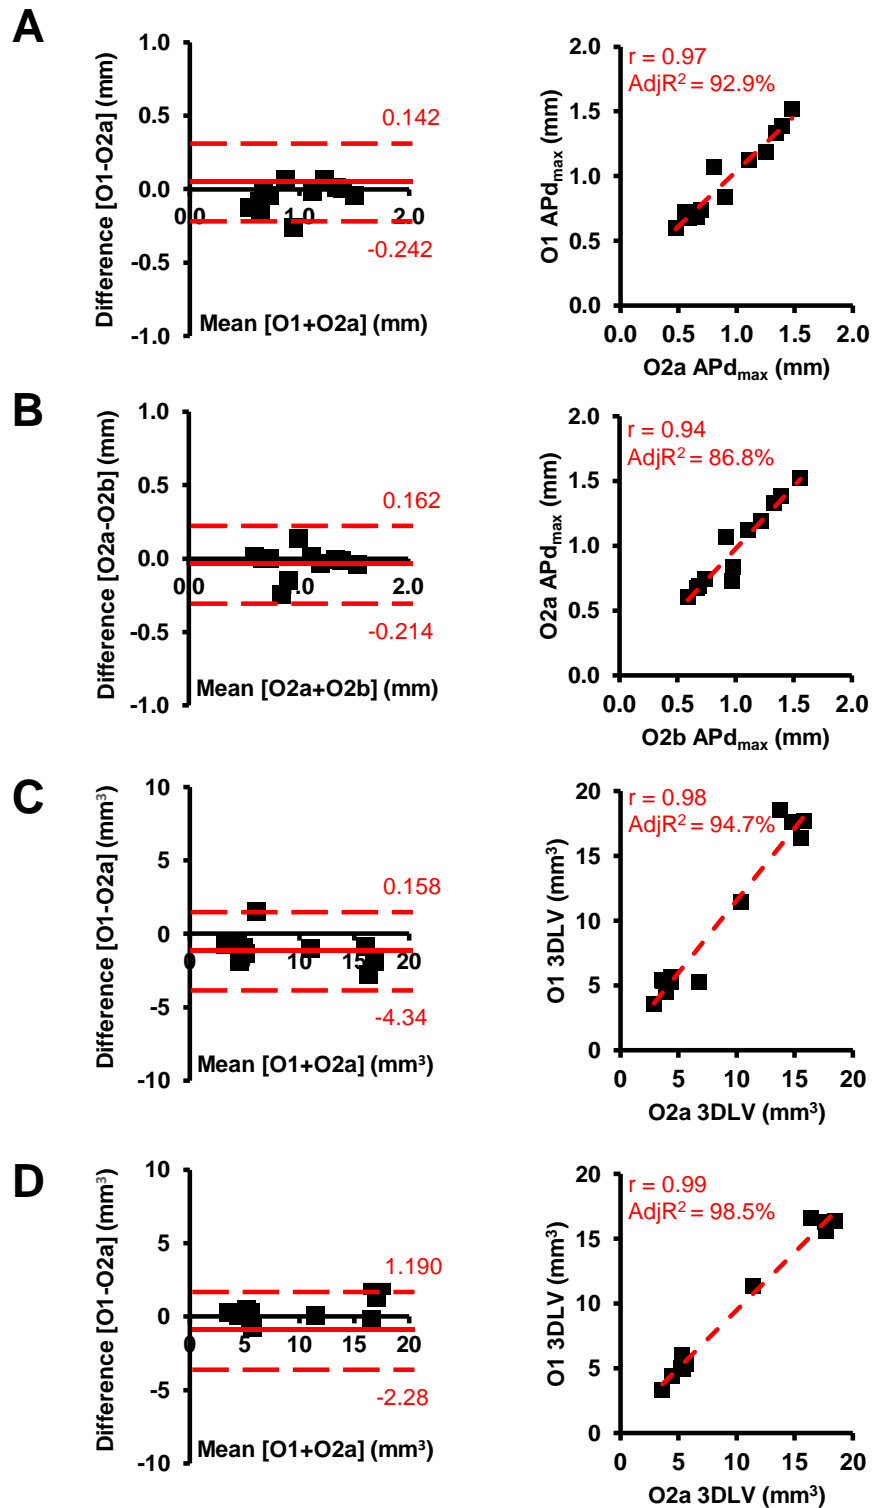 A
Difference [O1-O2a] (mm)
1.0
0.5
0.0
-0.5
-1.0
0.142
-0.242
0.0
1.0
2.0
Mean [O1+O2a] (mm)
O1 APdmax (mm)
2.0
1.5
1.0
0.5
0.0
r = 0.97
AdjR² = 92.9%
0.0 0.5 1.0 1.5 2.0
O2a APdmax (mm)
B
Difference [O2a-O2b] (mm)
1.0
0.5
0.0
-0.5
-1.0
0.162
-0.214
0.0
1.0
2.0
Mean [O2a+O2b] (mm)
O2a APdmax (mm)
2.0
1.5
1.0
0.5
0.0
r = 0.94
AdjR² = 86.8%
0.0 0.5 1.0 1.5 2.0
O2b APdmax (mm)
C
Difference [O1-O2a] (mm³)
10
5
0
-5
-10
0.158
-4.34
0 5 10 15 20
Mean [O1+O2a] (mm³)
O1 3DLV (mm³)
20
15
10
5
0
r = 0.98
AdjR² = 94.7%
0 5 10 15 20
O2a 3DLV (mm³)
D
Difference [O1-O2a] (mm³)
10
5
0
-5
-10
1.190
-2.28
0 5 10 15 20
Mean [O1+O2a] (mm³)
O1 3DLV (mm³)
20
15
10
5
0
r = 0.99
AdjR² = 98.5%
0 5 10 15 20
O2a 3DLV (mm³)